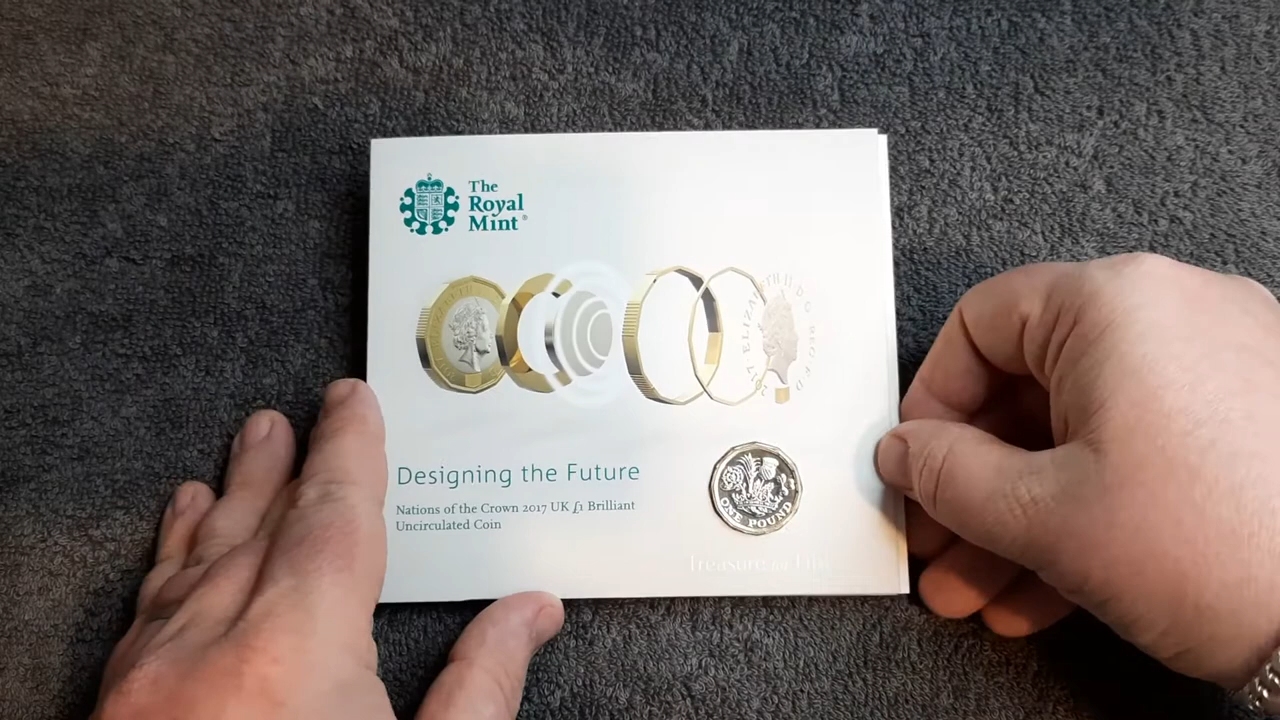 The
Royal
Mint®
ELIZABETH II D G REG F D
2017
Designing the Future
Nations of the Crown 2017 UK £1 Brilliant
Uncirculated Coin
ONE POUND
Treasure for Life